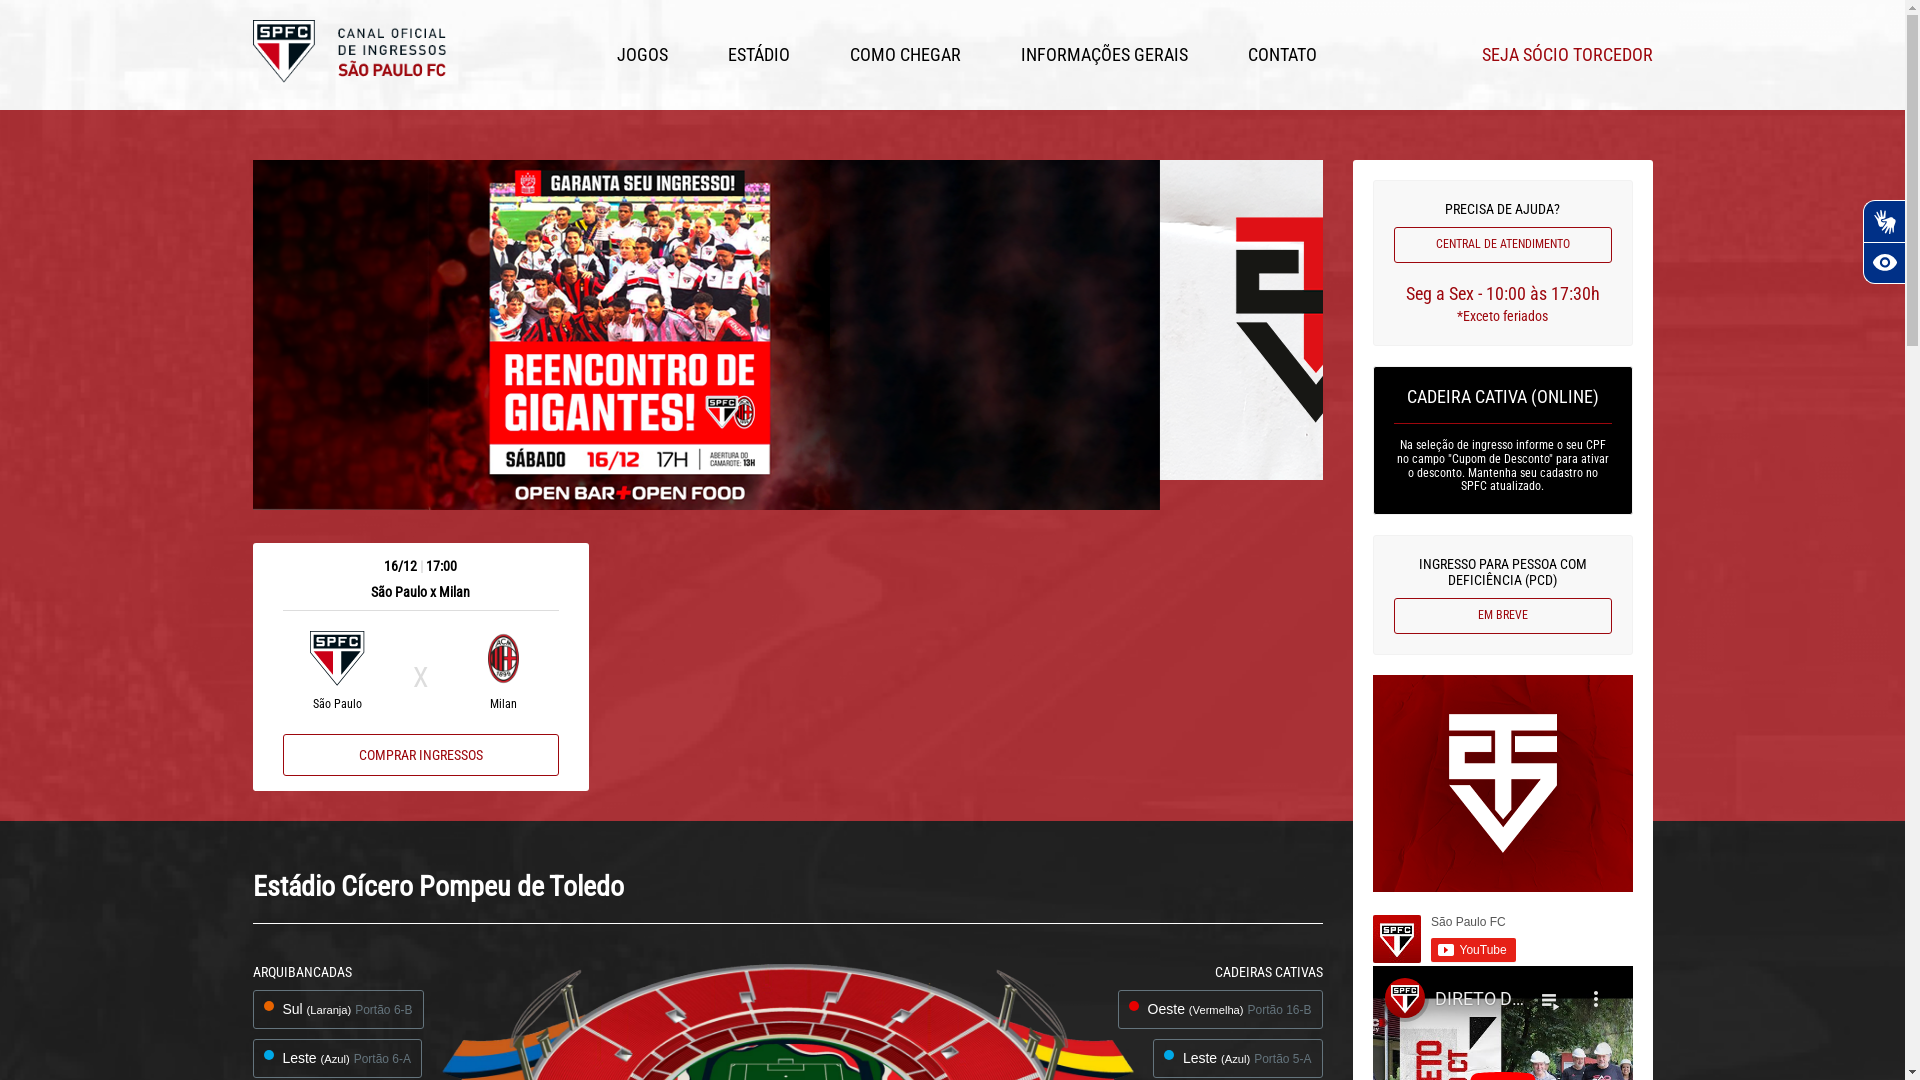 SPFC
CANAL OFICIAL
DE INGRESSOS
SÃO PAULO FC
JOGOS
ESTÁDIO
COMO CHEGAR
INFORMAÇÕES GERAIS
CONTATO
SEJA SÓCIO TORCEDOR
GARANTA SEU INGRESSO!
REENCONTRO DE
GIGANTES!
SÁBADO 16/12 17H
ABERTURA DO
CAMAROTE: 13H
OPEN BAR+OPEN FOOD
16/12 | 17:00
São Paulo x Milan
SPFC
X
São Paulo
Milan
COMPRAR INGRESSOS
PRECISA DE AJUDA?
CENTRAL DE ATENDIMENTO
Seg a Sex - 10:00 às 17:30h
*Exceto feriados
CADEIRA CATIVA (ONLINE)
Na seleção de ingresso informe o seu CPF
no campo "Cupom de Desconto" para ativar
o desconto. Mantenha seu cadastro no
SPFC atualizado.
INGRESSO PARA PESSOA COM
DEFICIÊNCIA (PCD)
EM BREVE
SPFC
São Paulo FC
YouTube
SPFC
DIRETO D...
Estádio Cícero Pompeu de Toledo
ARQUIBANCADAS
Sul (Laranja) Portão 6-B
Leste (Azul) Portão 6-A
CADEIRAS CATIVAS
Oeste (Vermelha) Portão 16-B
Leste (Azul) Portão 5-A